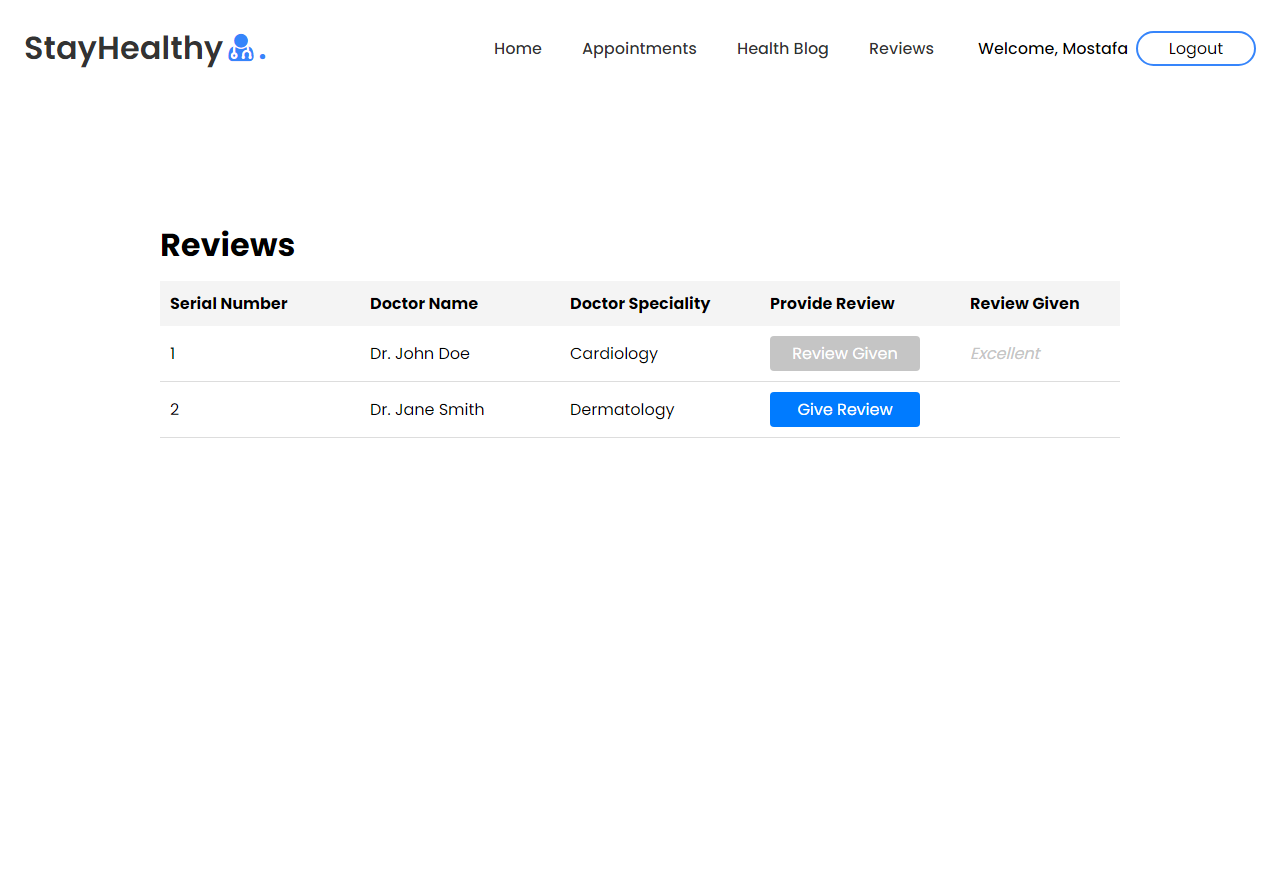 StayHealthy. Home Appointments Health Blog Reviews Welcome, Mostafa Logout
Reviews
Serial Number Doctor Name Doctor Speciality Provide Review Review Given
1 Dr. John Doe Cardiology Review Given Excellent
2 Dr. Jane Smith Dermatology Give Review